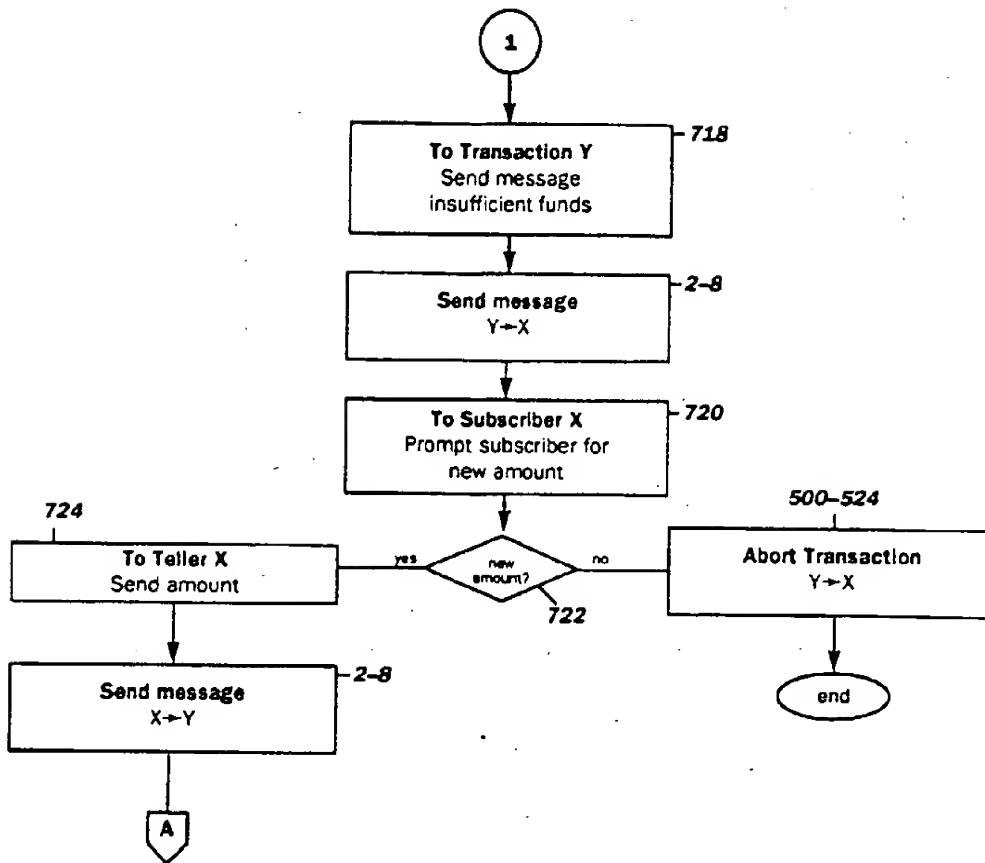 1
718
To Transaction Y
Send message
insufficient funds
2-8
Send message
Y→X
720
To Subscriber X
Prompt subscriber for
new amount
724
To Teller X
Send amount
yes
new
amount?
no
722
500-524
Abort Transaction
Y→X
2-8
Send message
X→Y
end
A